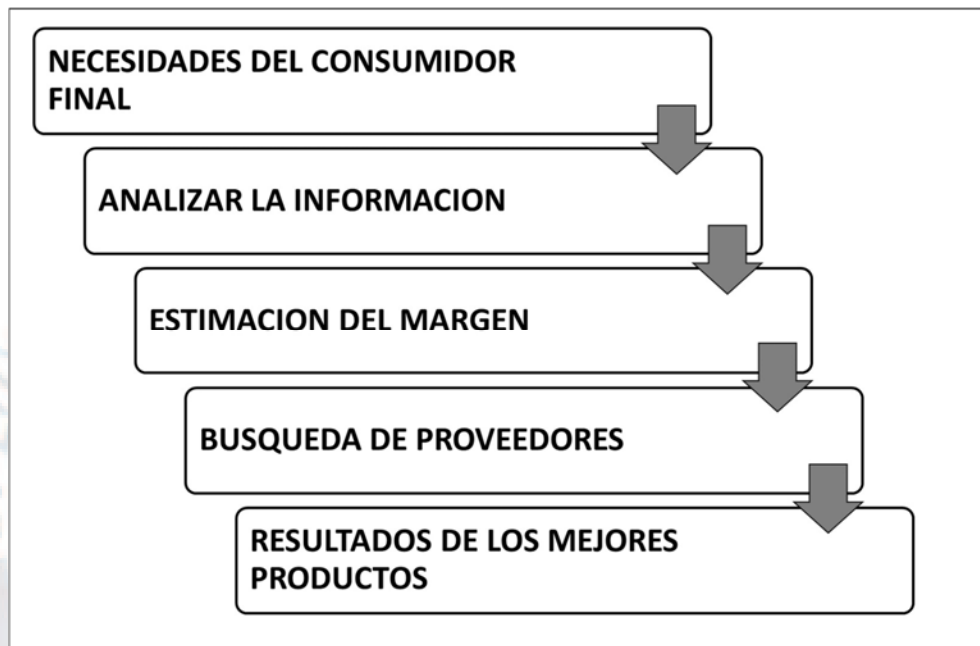 NECESIDADES DEL CONSUMIDOR
FINAL
ANALIZAR LA INFORMACION
ESTIMACION DEL MARGEN
BUSQUEDA DE PROVEEDORES
RESULTADOS DE LOS MEJORES
PRODUCTOS